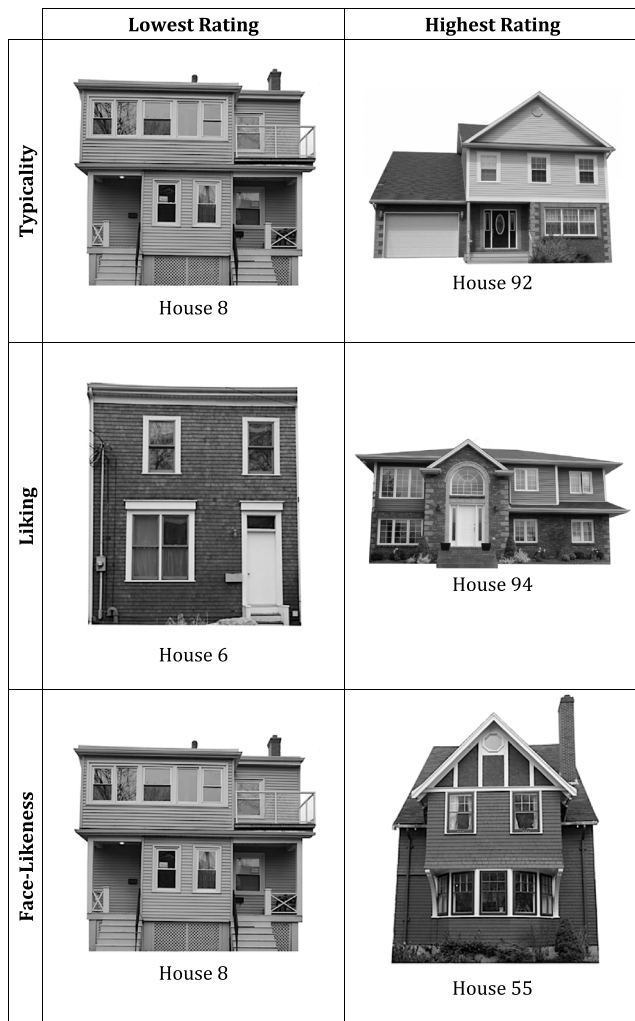 Lowest Rating
Highest Rating
Typicality
House 8
House 92
Liking
House 6
House 94
Face-Likeness
House 8
House 55